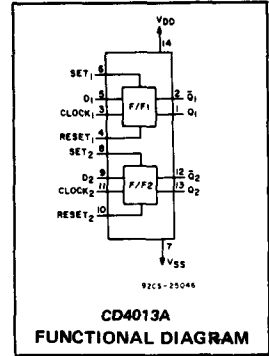 VDD
14
6
SET1
5
D1
F/F1
2
Q̅1
3
CLOCK1
1
Q1
4
RESET1
SET2
8
9
D2
F/F2
12
Q̅2
11
CLOCK2
13
Q2
10
RESET2
7
VSS
92CS-25046
CD4013A
FUNCTIONAL DIAGRAM